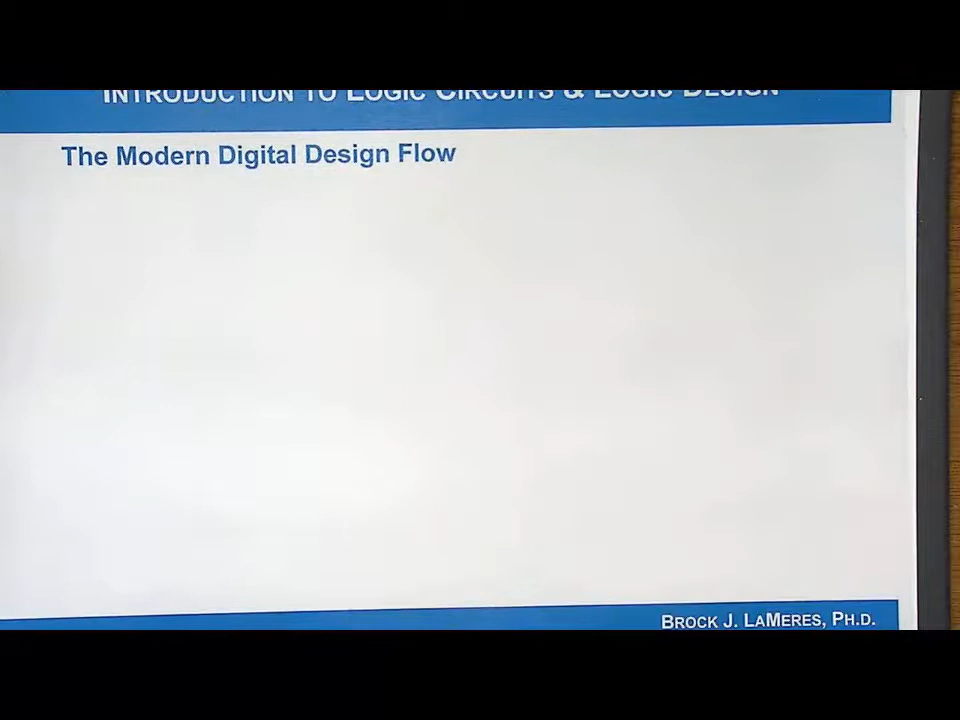 INTRODUCTION TO LOGIC CIRCUITS & LOGIC DESIGN
The Modern Digital Design Flow
BROCK J. LAMERES, PH.D.